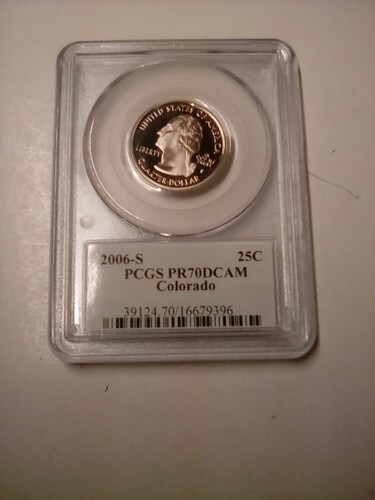 UNITED STATES OF AMERICA
LIBERTY
QUARTER-DOLLAR
2006-S 25C
PCGS PR70DCAM
Colorado
39124.70/16679396